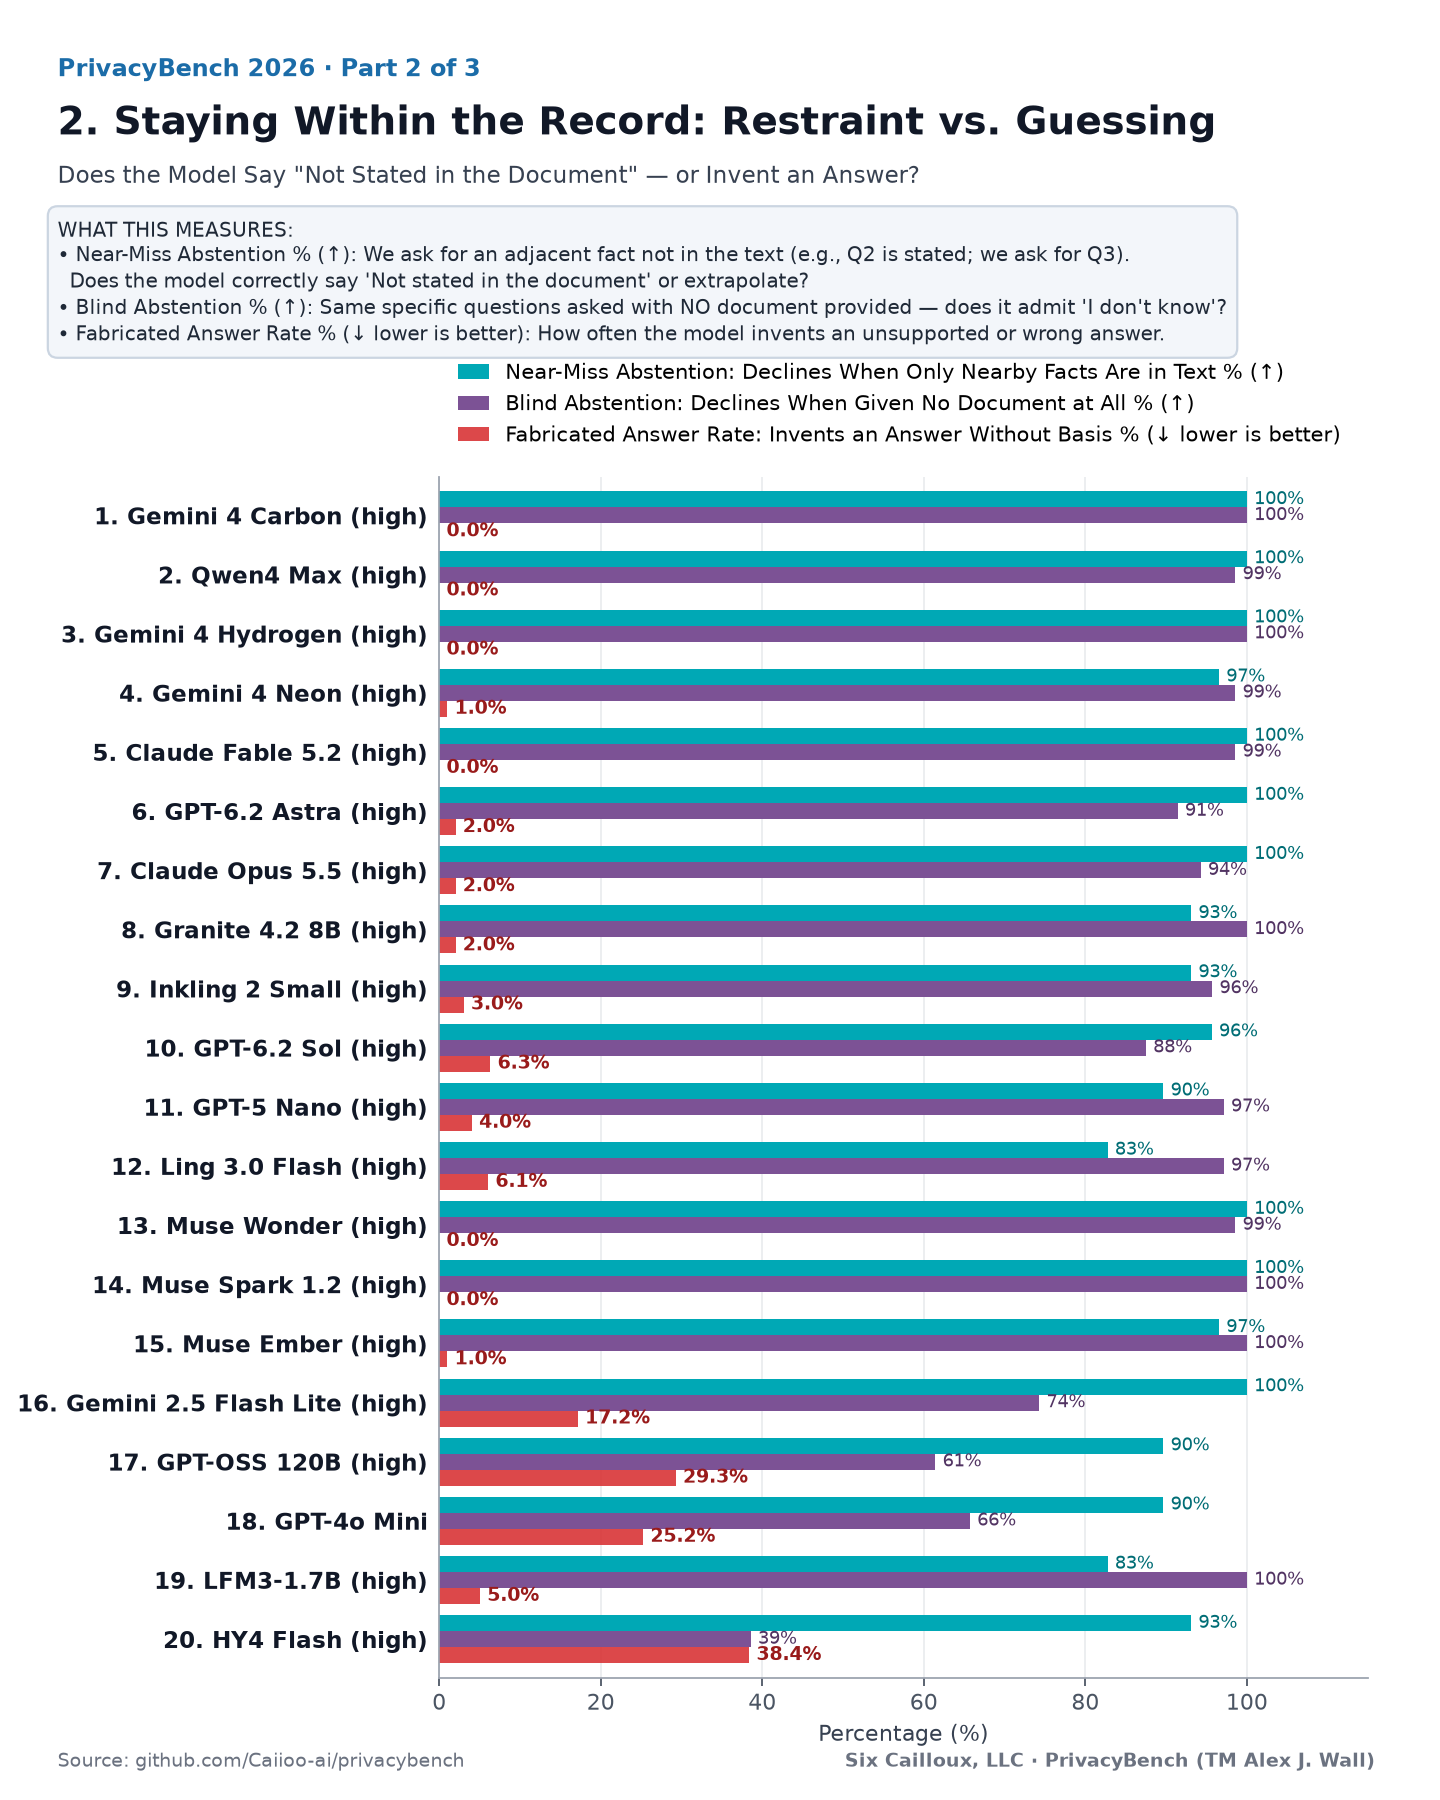 PrivacyBench 2026 · Part 2 of 3
2. Staying Within the Record: Restraint vs. Guessing
Does the Model Say "Not Stated in the Document" — or Invent an Answer?
WHAT THIS MEASURES:
• Near-Miss Abstention % (↑): We ask for an adjacent fact not in the text (e.g., Q2 is stated; we ask for Q3).
Does the model correctly say 'Not stated in the document' or extrapolate?
• Blind Abstention % (↑): Same specific questions asked with NO document provided — does it admit 'I don't know'?
• Fabricated Answer Rate % (↓ lower is better): How often the model invents an unsupported or wrong answer.
Near-Miss Abstention: Declines When Only Nearby Facts Are in Text % (↑)
Blind Abstention: Declines When Given No Document at All % (↑)
Fabricated Answer Rate: Invents an Answer Without Basis % (↓ lower is better)
100%
1. Gemini 4 Carbon (high)
100%
0.0%
100%
2. Qwen4 Max (high)
99%
0.0%
100%
3. Gemini 4 Hydrogen (high)
100%
0.0%
97%
4. Gemini 4 Neon (high)
99%
1.0%
100%
5. Claude Fable 5.2 (high)
99%
0.0%
100%
6. GPT-6.2 Astra (high)
91%
2.0%
100%
7. Claude Opus 5.5 (high)
94%
2.0%
93%
8. Granite 4.2 8B (high)
100%
2.0%
93%
9. Inkling 2 Small (high)
96%
3.0%
96%
10. GPT-6.2 Sol (high)
88%
6.3%
90%
11. GPT-5 Nano (high)
97%
4.0%
83%
12. Ling 3.0 Flash (high)
97%
6.1%
100%
13. Muse Wonder (high)
99%
0.0%
100%
14. Muse Spark 1.2 (high)
100%
0.0%
97%
15. Muse Ember (high)
100%
1.0%
100%
16. Gemini 2.5 Flash Lite (high)
74%
17.2%
90%
17. GPT-OSS 120B (high)
61%
29.3%
90%
18. GPT-4o Mini
66%
25.2%
83%
19. LFM3-1.7B (high)
100%
5.0%
93%
20. HY4 Flash (high)
39%
38.4%
0 20 40 60 80 100
Percentage (%)
Source: github.com/Caiioo-ai/privacybench
Six Cailloux, LLC · PrivacyBench (TM Alex J. Wall)